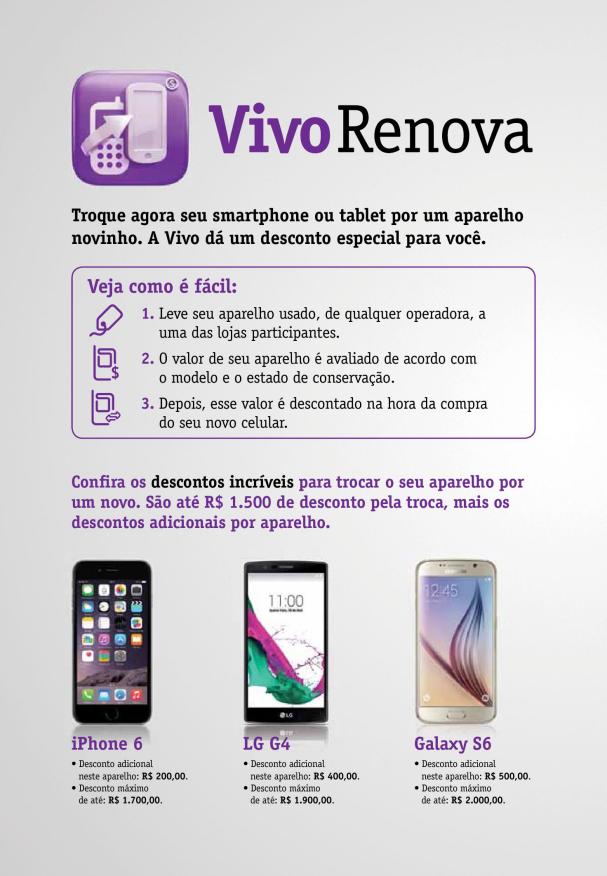 Vivo Renova
Troque agora seu smartphone ou tablet por um aparelho
novinho. A Vivo dá um desconto especial para você.
Veja como é fácil:
1. Leve seu aparelho usado, de qualquer operadora, a
uma das lojas participantes.
$
2. O valor de seu aparelho é avaliado de acordo com
o modelo e o estado de conservação.
3. Depois, esse valor é descontado na hora da compra
do seu novo celular.
Confira os descontos incríveis para trocar o seu aparelho por
um novo. São até R$ 1.500 de desconto pela troca, mais os
descontos adicionais por aparelho.
11:00
LG
SAMSUNG
12:45
iPhone 6
• Desconto adicional
neste aparelho: R$ 200,00.
• Desconto máximo
de até: R$ 1.700,00.
LG G4
• Desconto adicional
neste aparelho: R$ 400,00.
• Desconto máximo
de até: R$ 1.900,00.
Galaxy S6
• Desconto adicional
neste aparelho: R$ 500,00.
• Desconto máximo
de até: R$ 2.000,00.